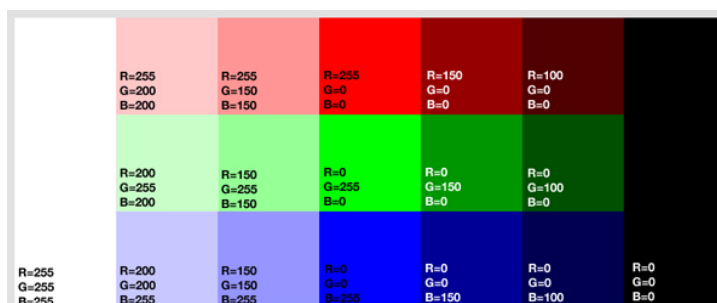 R=255
G=200
B=200
R=255
G=150
B=150
R=255
G=0
B=0
R=150
G=0
B=0
R=100
G=0
B=0
R=200
G=255
B=200
R=150
G=255
B=150
R=0
G=255
B=0
R=0
G=150
B=0
R=0
G=100
B=0
R=255
G=255
B=255
R=200
G=200
B=255
R=150
G=150
B=255
R=0
G=0
B=255
R=0
G=0
B=150
R=0
G=0
B=100
R=0
G=0
B=0